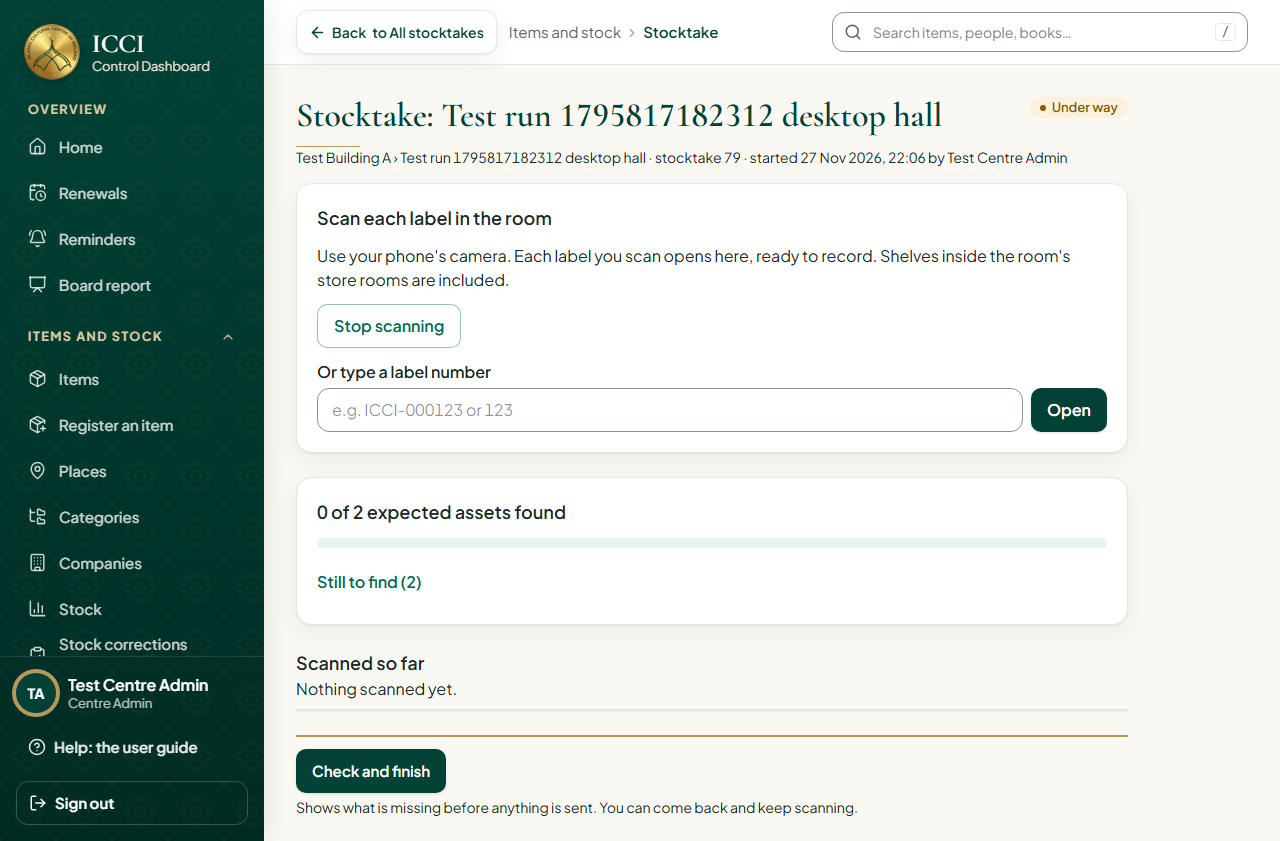 ICCI
Control Dashboard
OVERVIEW
Home
Renewals
Reminders
Board report
ITEMS AND STOCK
Items
Register an item
Places
Categories
Companies
Stock
Stock corrections
TA
Test Centre Admin
Centre Admin
Help: the user guide
Sign out
Back to All stocktakes
Items and stock › Stocktake
Search items, people, books...
/
Stocktake: Test run 1795817182312 desktop hall
Under way
Test Building A › Test run 1795817182312 desktop hall · stocktake 79 · started 27 Nov 2026, 22:06 by Test Centre Admin
Scan each label in the room
Use your phone's camera. Each label you scan opens here, ready to record. Shelves inside the room's
store rooms are included.
Stop scanning
Or type a label number
e.g. ICCI-000123 or 123
Open
0 of 2 expected assets found
Still to find (2)
Scanned so far
Nothing scanned yet.
Check and finish
Shows what is missing before anything is sent. You can come back and keep scanning.